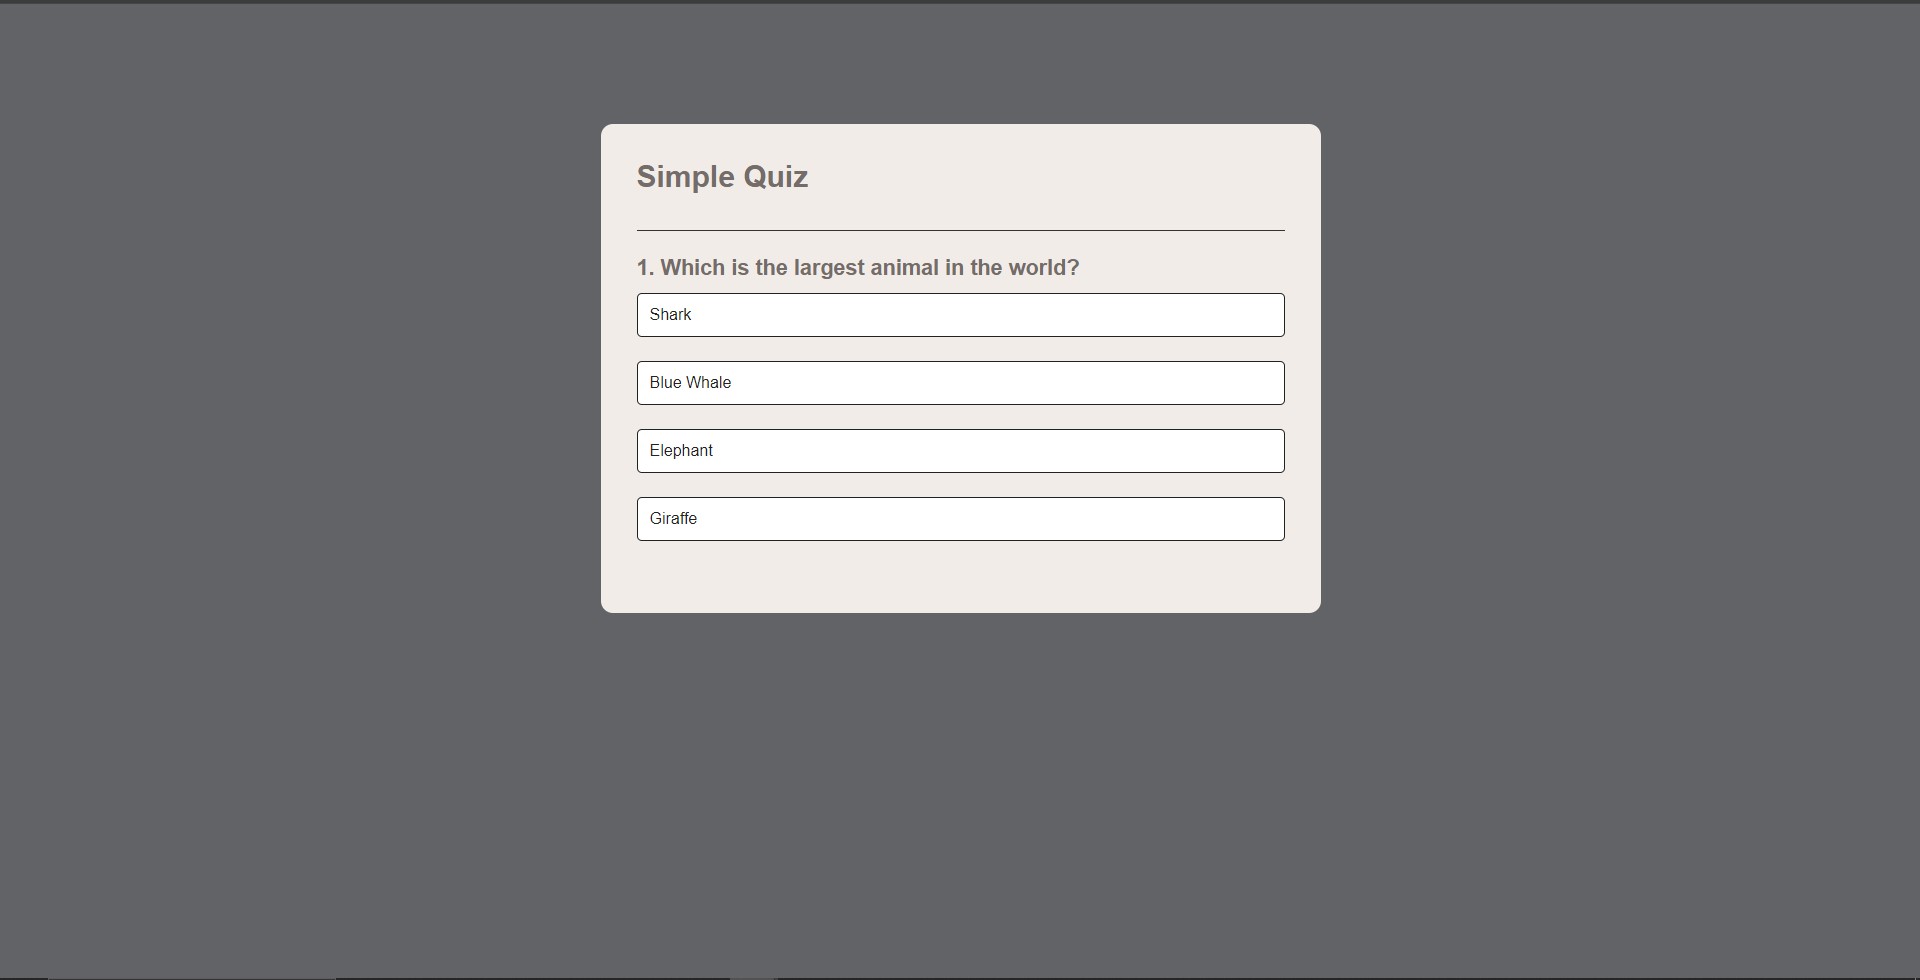 Simple Quiz
1. Which is the largest animal in the world?
Shark
Blue Whale
Elephant
Giraffe